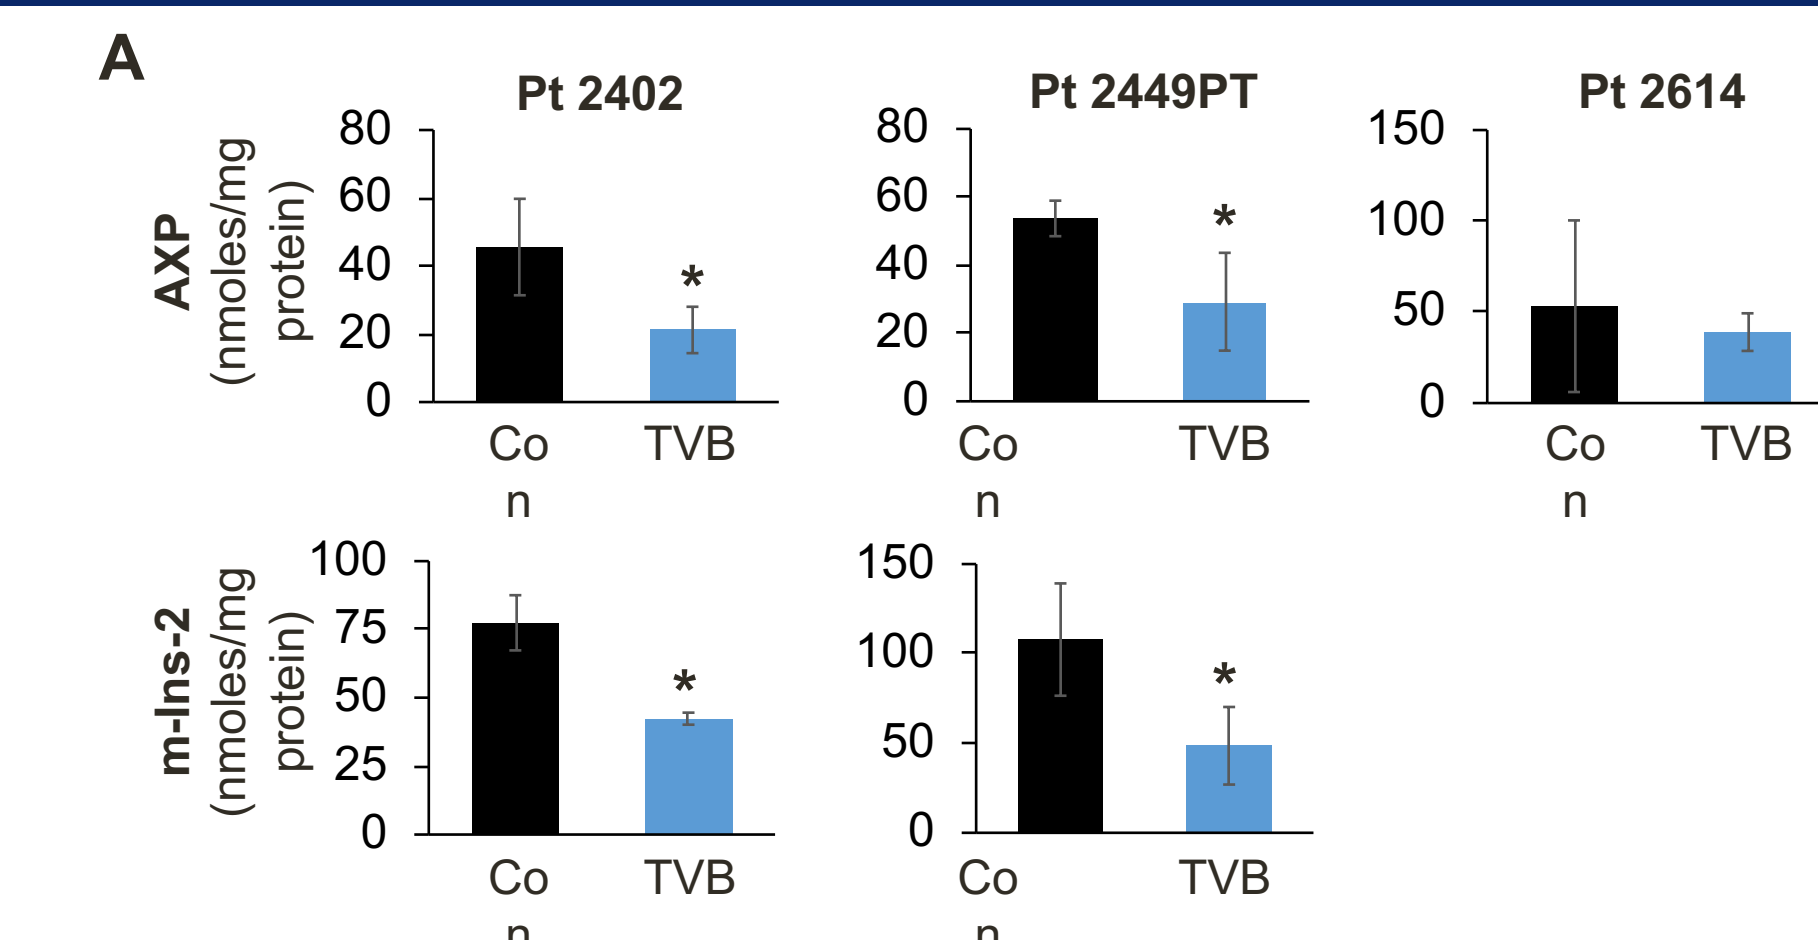 A
Pt 2402
Pt 2449PT
Pt 2614
AXP
(nmoles/mg
protein)
80
60
40
20
0
Co
n
TVB
*
80
60
40
20
0
Co
n
TVB
*
150
100
50
0
Co
n
TVB
m-Ins-2
(nmoles/mg
protein)
100
75
50
25
0
Co
n
TVB
*
150
100
50
0
Co
n
TVB
*